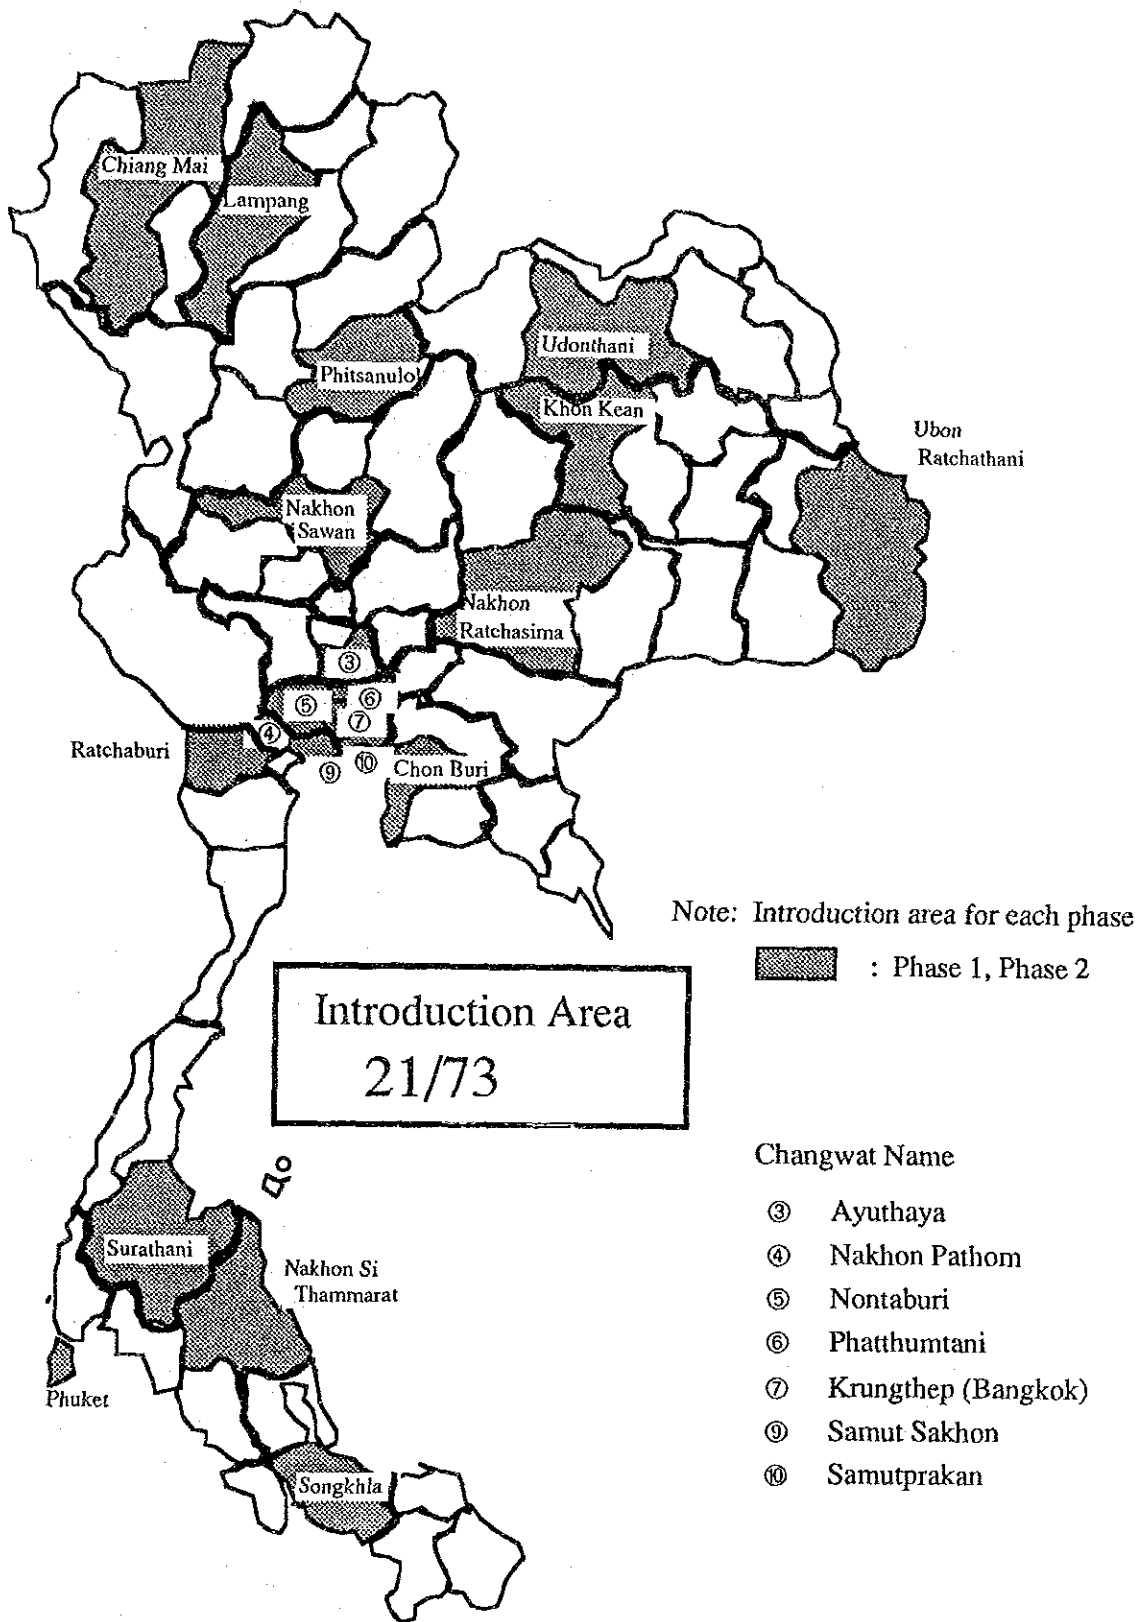 Chiang Mai
Lampang
Udonthani
Phitsanulo
Khon Kean
Ubon
Ratchathani
Nakhon
Sawan
Nakhon
Ratchasima
③
⑤
⑥
⑦
④
Ratchaburi
⑨
⑩
Chon Buri
Note: Introduction area for each phase
: Phase 1, Phase 2
Introduction Area
21/73
Changwat Name
③ Ayuthaya
④ Nakhon Pathom
⑤ Nontaburi
⑥ Phatthumtani
⑦ Krungthep (Bangkok)
⑨ Samut Sakhon
⑩ Samutprakan
Surathani
Nakhon Si
Thammarat
Phuket
Songkhla